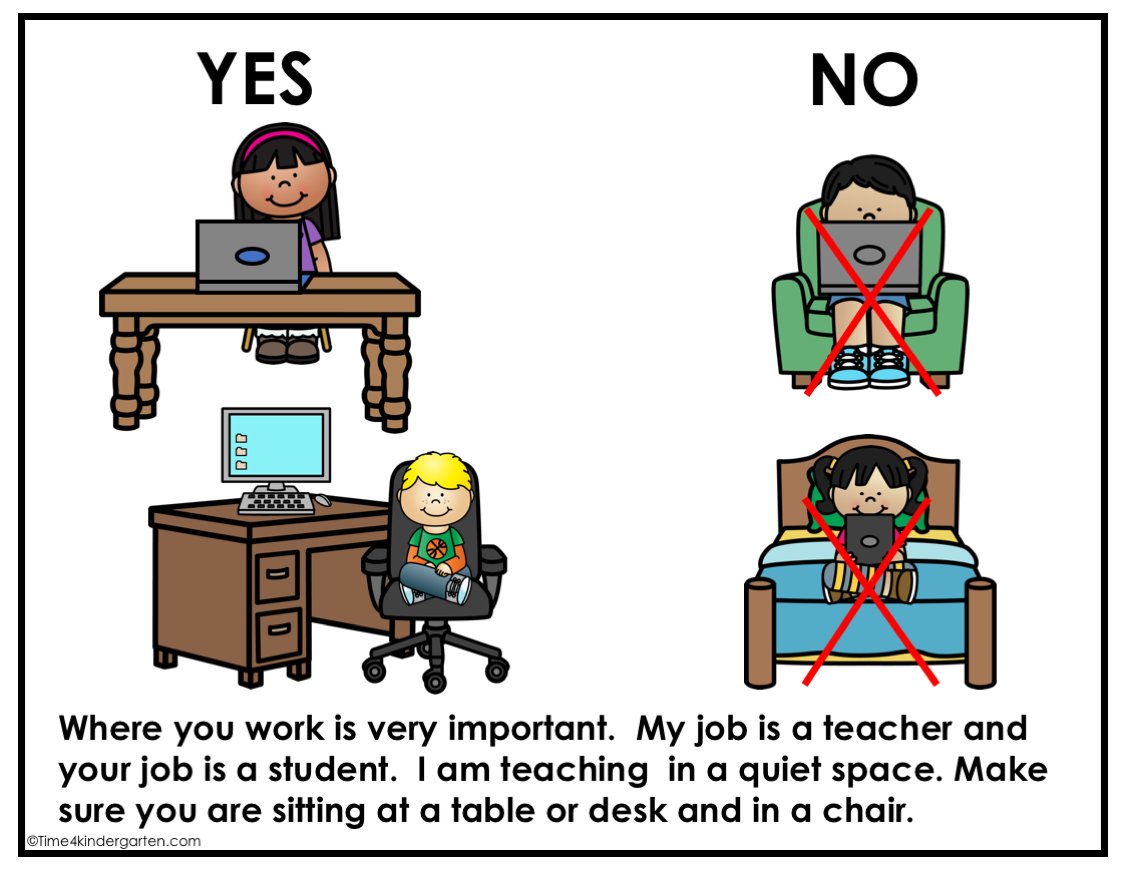 YES
NO
Where you work is very important.  My job is a teacher and
your job is a student.  I am teaching  in a quiet space. Make
sure you are sitting at a table or desk and in a chair.
©Time4kindergarten.com